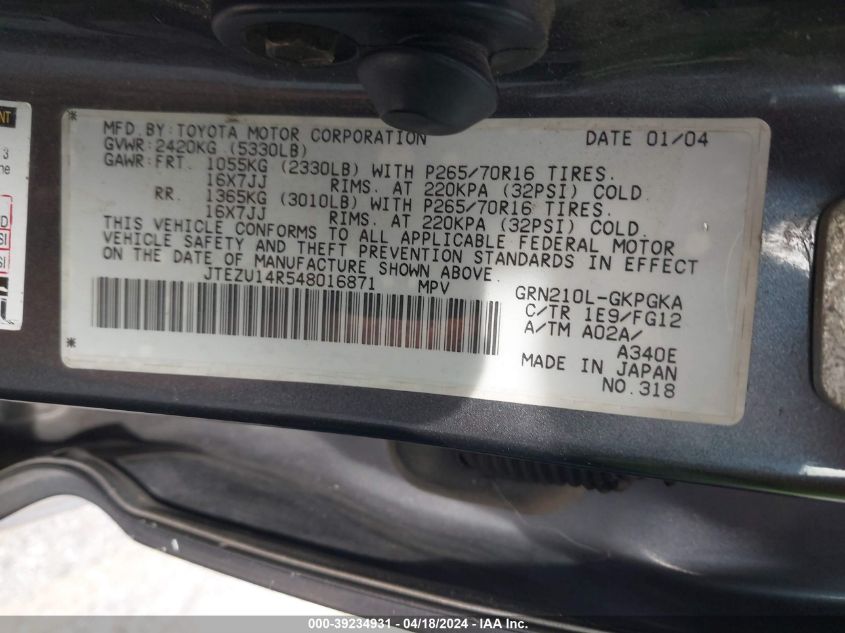 MFD.BY:TOYOTA MOTOR CORPORATION DATE 01/04
GVWR:2420KG (5330LB)
GAWR:FRT. 1055KG (2330LB) WITH P265/70R16 TIRES.
16X7JJ RIMS. AT 220KPA (32PSI) COLD
RR. 1365KG (3010LB) WITH P265/70R16 TIRES.
16X7JJ RIMS. AT 220KPA (32PSI) COLD.
THIS VEHICLE CONFORMS TO ALL APPLICABLE FEDERAL MOTOR
VEHICLE SAFETY AND THEFT PREVENTION STANDARDS IN EFFECT
ON THE DATE OF MANUFACTURE SHOWN ABOVE.
JTEZU14R548016871 MPV GRN210L-GKPGKA
C/TR 1E9/FG12
A/TM A02A/
A340E
MADE IN JAPAN
NO.318
000-39234931 - 04/18/2024 - IAAI.COM